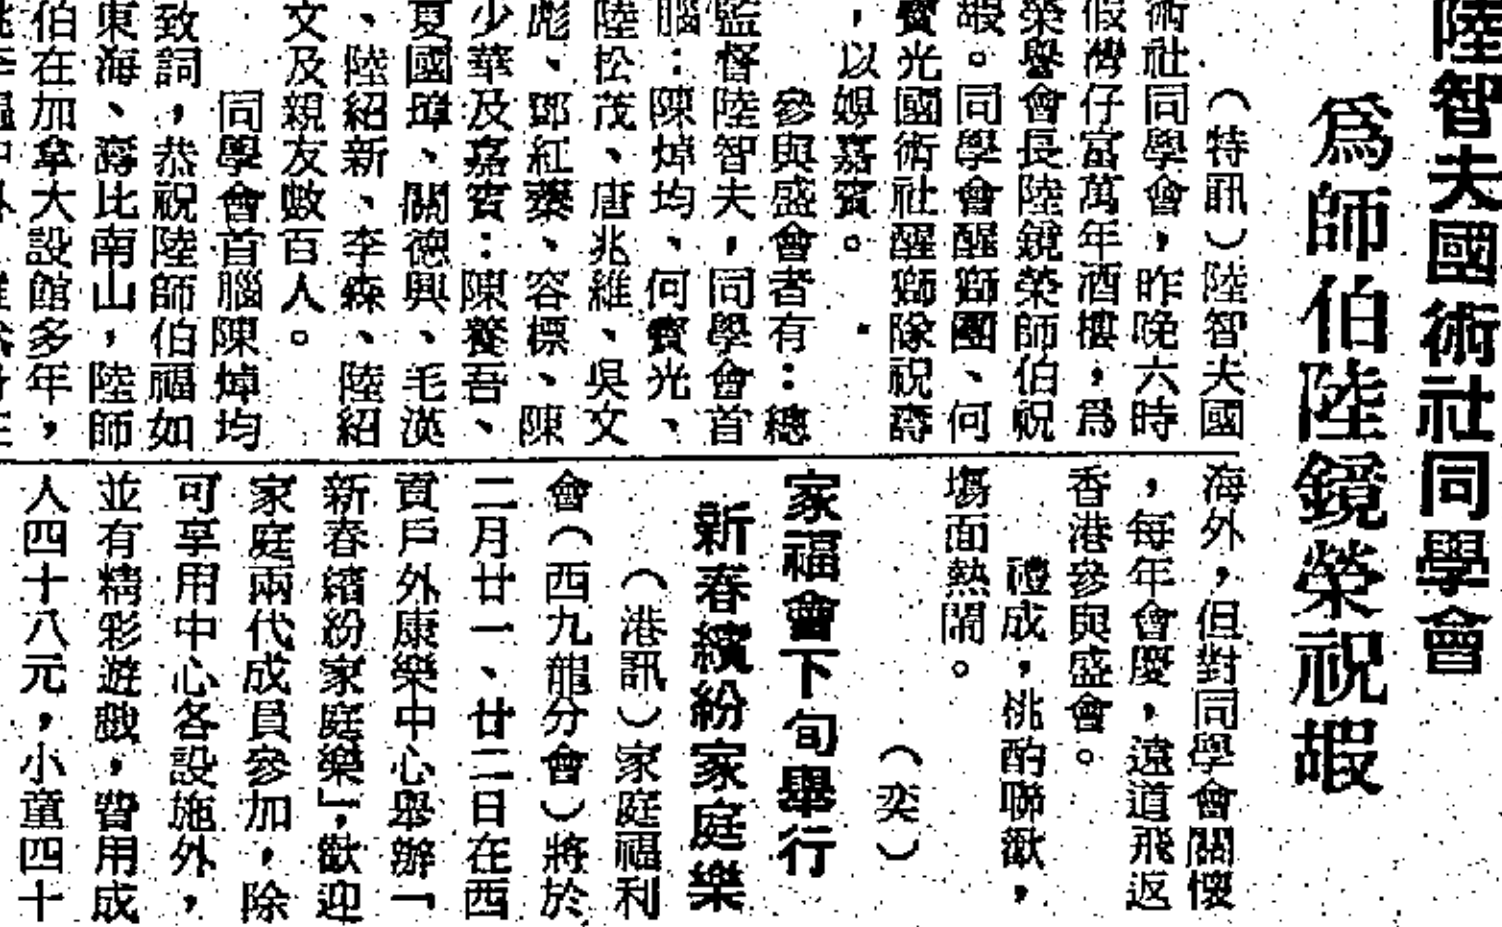 陸智夫國術社同學會
為師伯陸鏡榮祝嘏
（特訊）陸智夫國
術社同學會，昨晚六時
假灣仔富萬年酒樓，為
榮譽會長陸鏡榮師伯祝
嘏。同學會醒獅團、何
賓光國術社醒獅隊祝壽
，以娛嘉賓。
參與盛會者有：總
監督陸智夫，同學會首
腦：陳焯均、何賓光、
陸松茂、唐兆維、吳文
彪、鄧紅藥、容標、陳
少華及嘉賓：陳養吾、
夏國璋、關德興、毛漢
、陸紹新、李森、陸紹
文及親友數百人。
同學會首腦陳焯均
致詞，恭祝陸師伯福如
東海、壽比南山，陸師
伯在加拿大設館多年，
海外，但對同學會關懷
，每年會慶，遠道飛返
香港參與盛會。
禮成，桃酌聯歡，
塲面熱鬧。
（奕）
家福會下旬舉行
新春繽紛家庭樂
（港訊）家庭福利
會（西九龍分會）將於
二月廿一、廿二日在西
貢戶外康樂中心舉辦「
新春繽紛家庭樂」，歡迎
家庭兩代成員參加，除
可享用中心各設施外，
並有精彩遊戲，費用成
人四十八元，小童四十